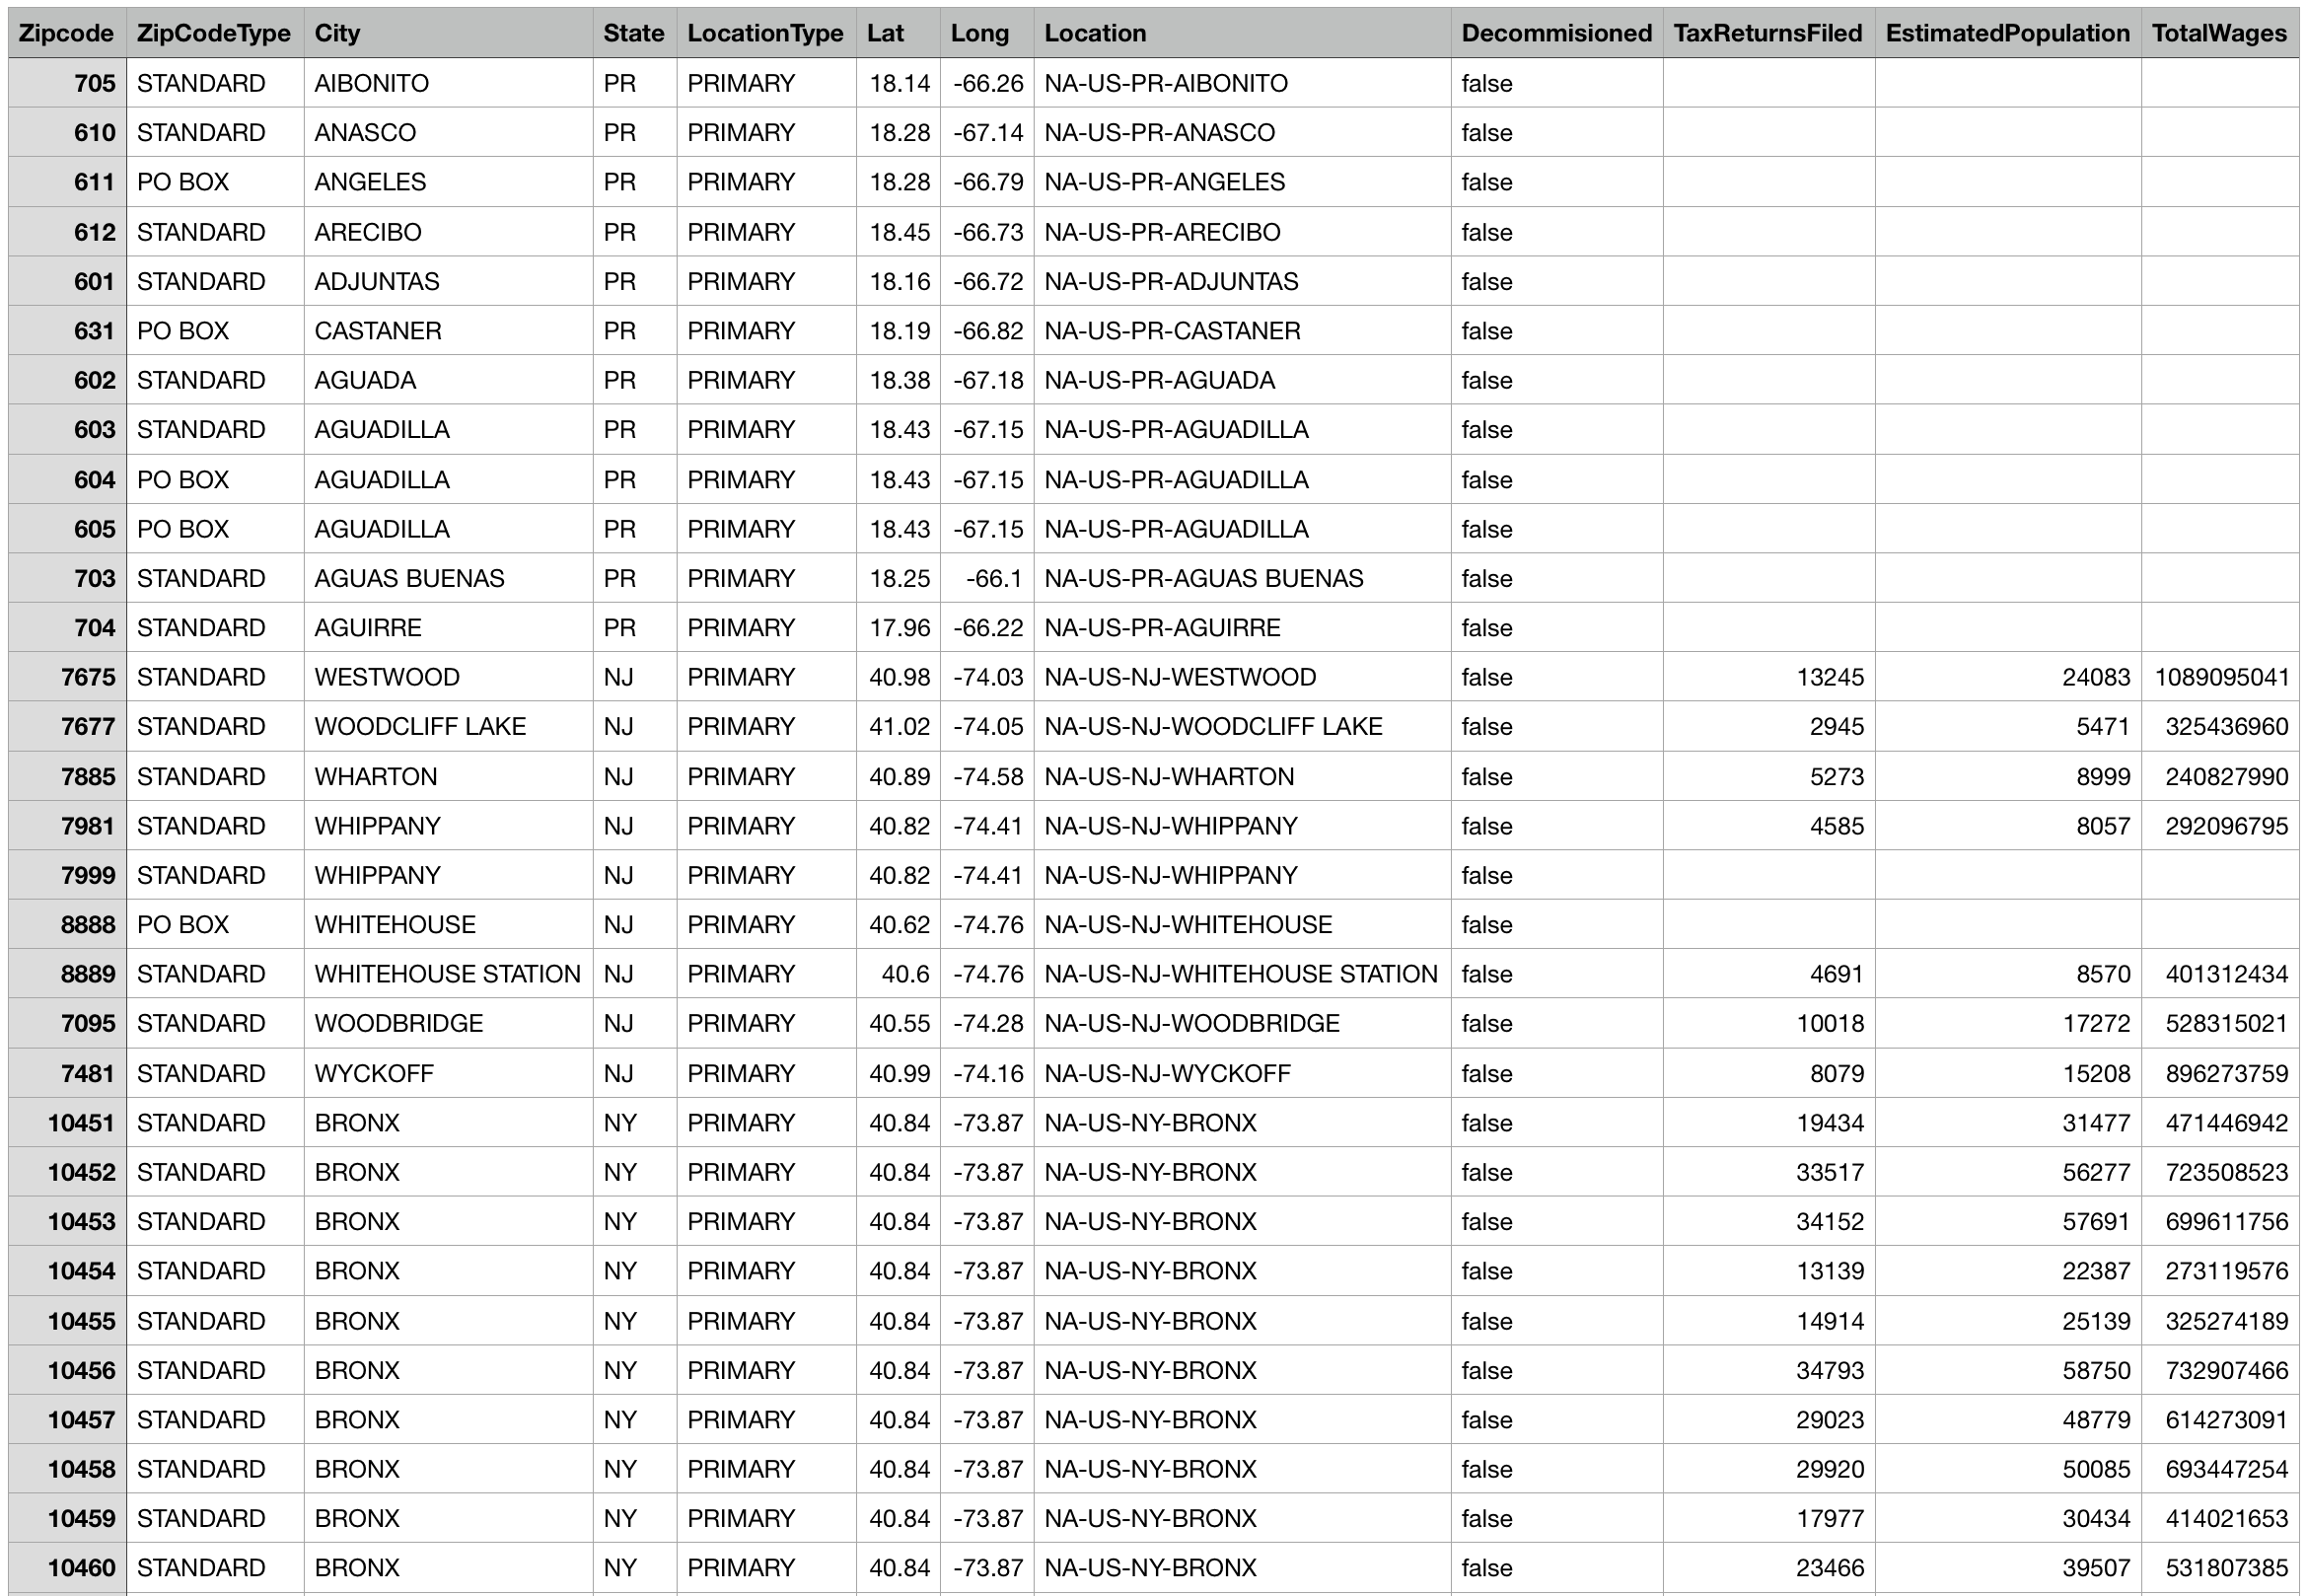 Zipcode ZipCodeType City State LocationType Lat Long Location Decommisioned TaxReturnsFiled EstimatedPopulation TotalWages
705 STANDARD AIBONITO PR PRIMARY 18.14 -66.26 NA-US-PR-AIBONITO false
610 STANDARD ANASCO PR PRIMARY 18.28 -67.14 NA-US-PR-ANASCO false
611 PO BOX ANGELES PR PRIMARY 18.28 -66.79 NA-US-PR-ANGELES false
612 STANDARD ARECIBO PR PRIMARY 18.45 -66.73 NA-US-PR-ARECIBO false
601 STANDARD ADJUNTAS PR PRIMARY 18.16 -66.72 NA-US-PR-ADJUNTAS false
631 PO BOX CASTANER PR PRIMARY 18.19 -66.82 NA-US-PR-CASTANER false
602 STANDARD AGUADA PR PRIMARY 18.38 -67.18 NA-US-PR-AGUADA false
603 STANDARD AGUADILLA PR PRIMARY 18.43 -67.15 NA-US-PR-AGUADILLA false
604 PO BOX AGUADILLA PR PRIMARY 18.43 -67.15 NA-US-PR-AGUADILLA false
605 PO BOX AGUADILLA PR PRIMARY 18.43 -67.15 NA-US-PR-AGUADILLA false
703 STANDARD AGUAS BUENAS PR PRIMARY 18.25 -66.1 NA-US-PR-AGUAS BUENAS false
704 STANDARD AGUIRRE PR PRIMARY 17.96 -66.22 NA-US-PR-AGUIRRE false
7675 STANDARD WESTWOOD NJ PRIMARY 40.98 -74.03 NA-US-NJ-WESTWOOD false 13245 24083 1089095041
7677 STANDARD WOODCLIFF LAKE NJ PRIMARY 41.02 -74.05 NA-US-NJ-WOODCLIFF LAKE false 2945 5471 325436960
7885 STANDARD WHARTON NJ PRIMARY 40.89 -74.58 NA-US-NJ-WHARTON false 5273 8999 240827990
7981 STANDARD WHIPPANY NJ PRIMARY 40.82 -74.41 NA-US-NJ-WHIPPANY false 4585 8057 292096795
7999 STANDARD WHIPPANY NJ PRIMARY 40.82 -74.41 NA-US-NJ-WHIPPANY false
8888 PO BOX WHITEHOUSE NJ PRIMARY 40.62 -74.76 NA-US-NJ-WHITEHOUSE false
8889 STANDARD WHITEHOUSE STATION NJ PRIMARY 40.6 -74.76 NA-US-NJ-WHITEHOUSE STATION false 4691 8570 401312434
7095 STANDARD WOODBRIDGE NJ PRIMARY 40.55 -74.28 NA-US-NJ-WOODBRIDGE false 10018 17272 528315021
7481 STANDARD WYCKOFF NJ PRIMARY 40.99 -74.16 NA-US-NJ-WYCKOFF false 8079 15208 896273759
10451 STANDARD BRONX NY PRIMARY 40.84 -73.87 NA-US-NY-BRONX false 19434 31477 471446942
10452 STANDARD BRONX NY PRIMARY 40.84 -73.87 NA-US-NY-BRONX false 33517 56277 723508523
10453 STANDARD BRONX NY PRIMARY 40.84 -73.87 NA-US-NY-BRONX false 34152 57691 699611756
10454 STANDARD BRONX NY PRIMARY 40.84 -73.87 NA-US-NY-BRONX false 13139 22387 273119576
10455 STANDARD BRONX NY PRIMARY 40.84 -73.87 NA-US-NY-BRONX false 14914 25139 325274189
10456 STANDARD BRONX NY PRIMARY 40.84 -73.87 NA-US-NY-BRONX false 34793 58750 732907466
10457 STANDARD BRONX NY PRIMARY 40.84 -73.87 NA-US-NY-BRONX false 29023 48779 614273091
10458 STANDARD BRONX NY PRIMARY 40.84 -73.87 NA-US-NY-BRONX false 29920 50085 693447254
10459 STANDARD BRONX NY PRIMARY 40.84 -73.87 NA-US-NY-BRONX false 17977 30434 414021653
10460 STANDARD BRONX NY PRIMARY 40.84 -73.87 NA-US-NY-BRONX false 23466 39507 531807385